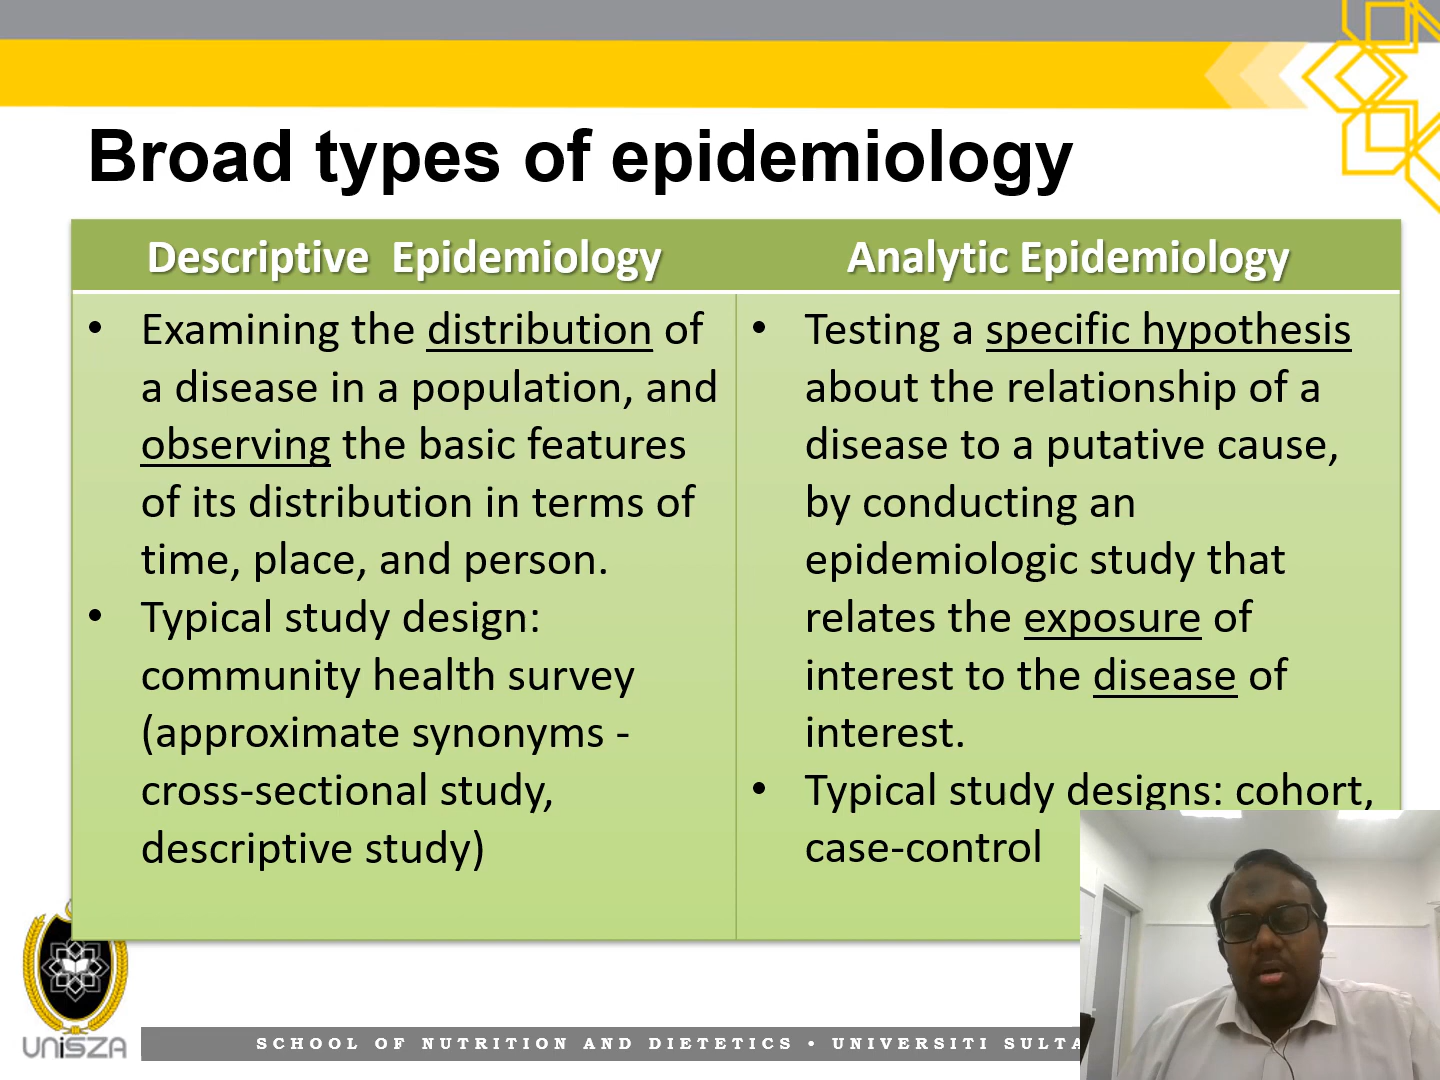 Broad types of epidemiology
Descriptive Epidemiology
Analytic Epidemiology
• Examining the distribution of
a disease in a population, and
observing the basic features
of its distribution in terms of
time, place, and person.
• Typical study design:
community health survey
(approximate synonyms -
cross-sectional study,
descriptive study)
• Testing a specific hypothesis
about the relationship of a
disease to a putative cause,
by conducting an
epidemiologic study that
relates the exposure of
interest to the disease of
interest.
• Typical study designs: cohort,
case-control
UniSZA
SCHOOL OF NUTRITION AND DIETETICS • UNIVERSITI SULTA